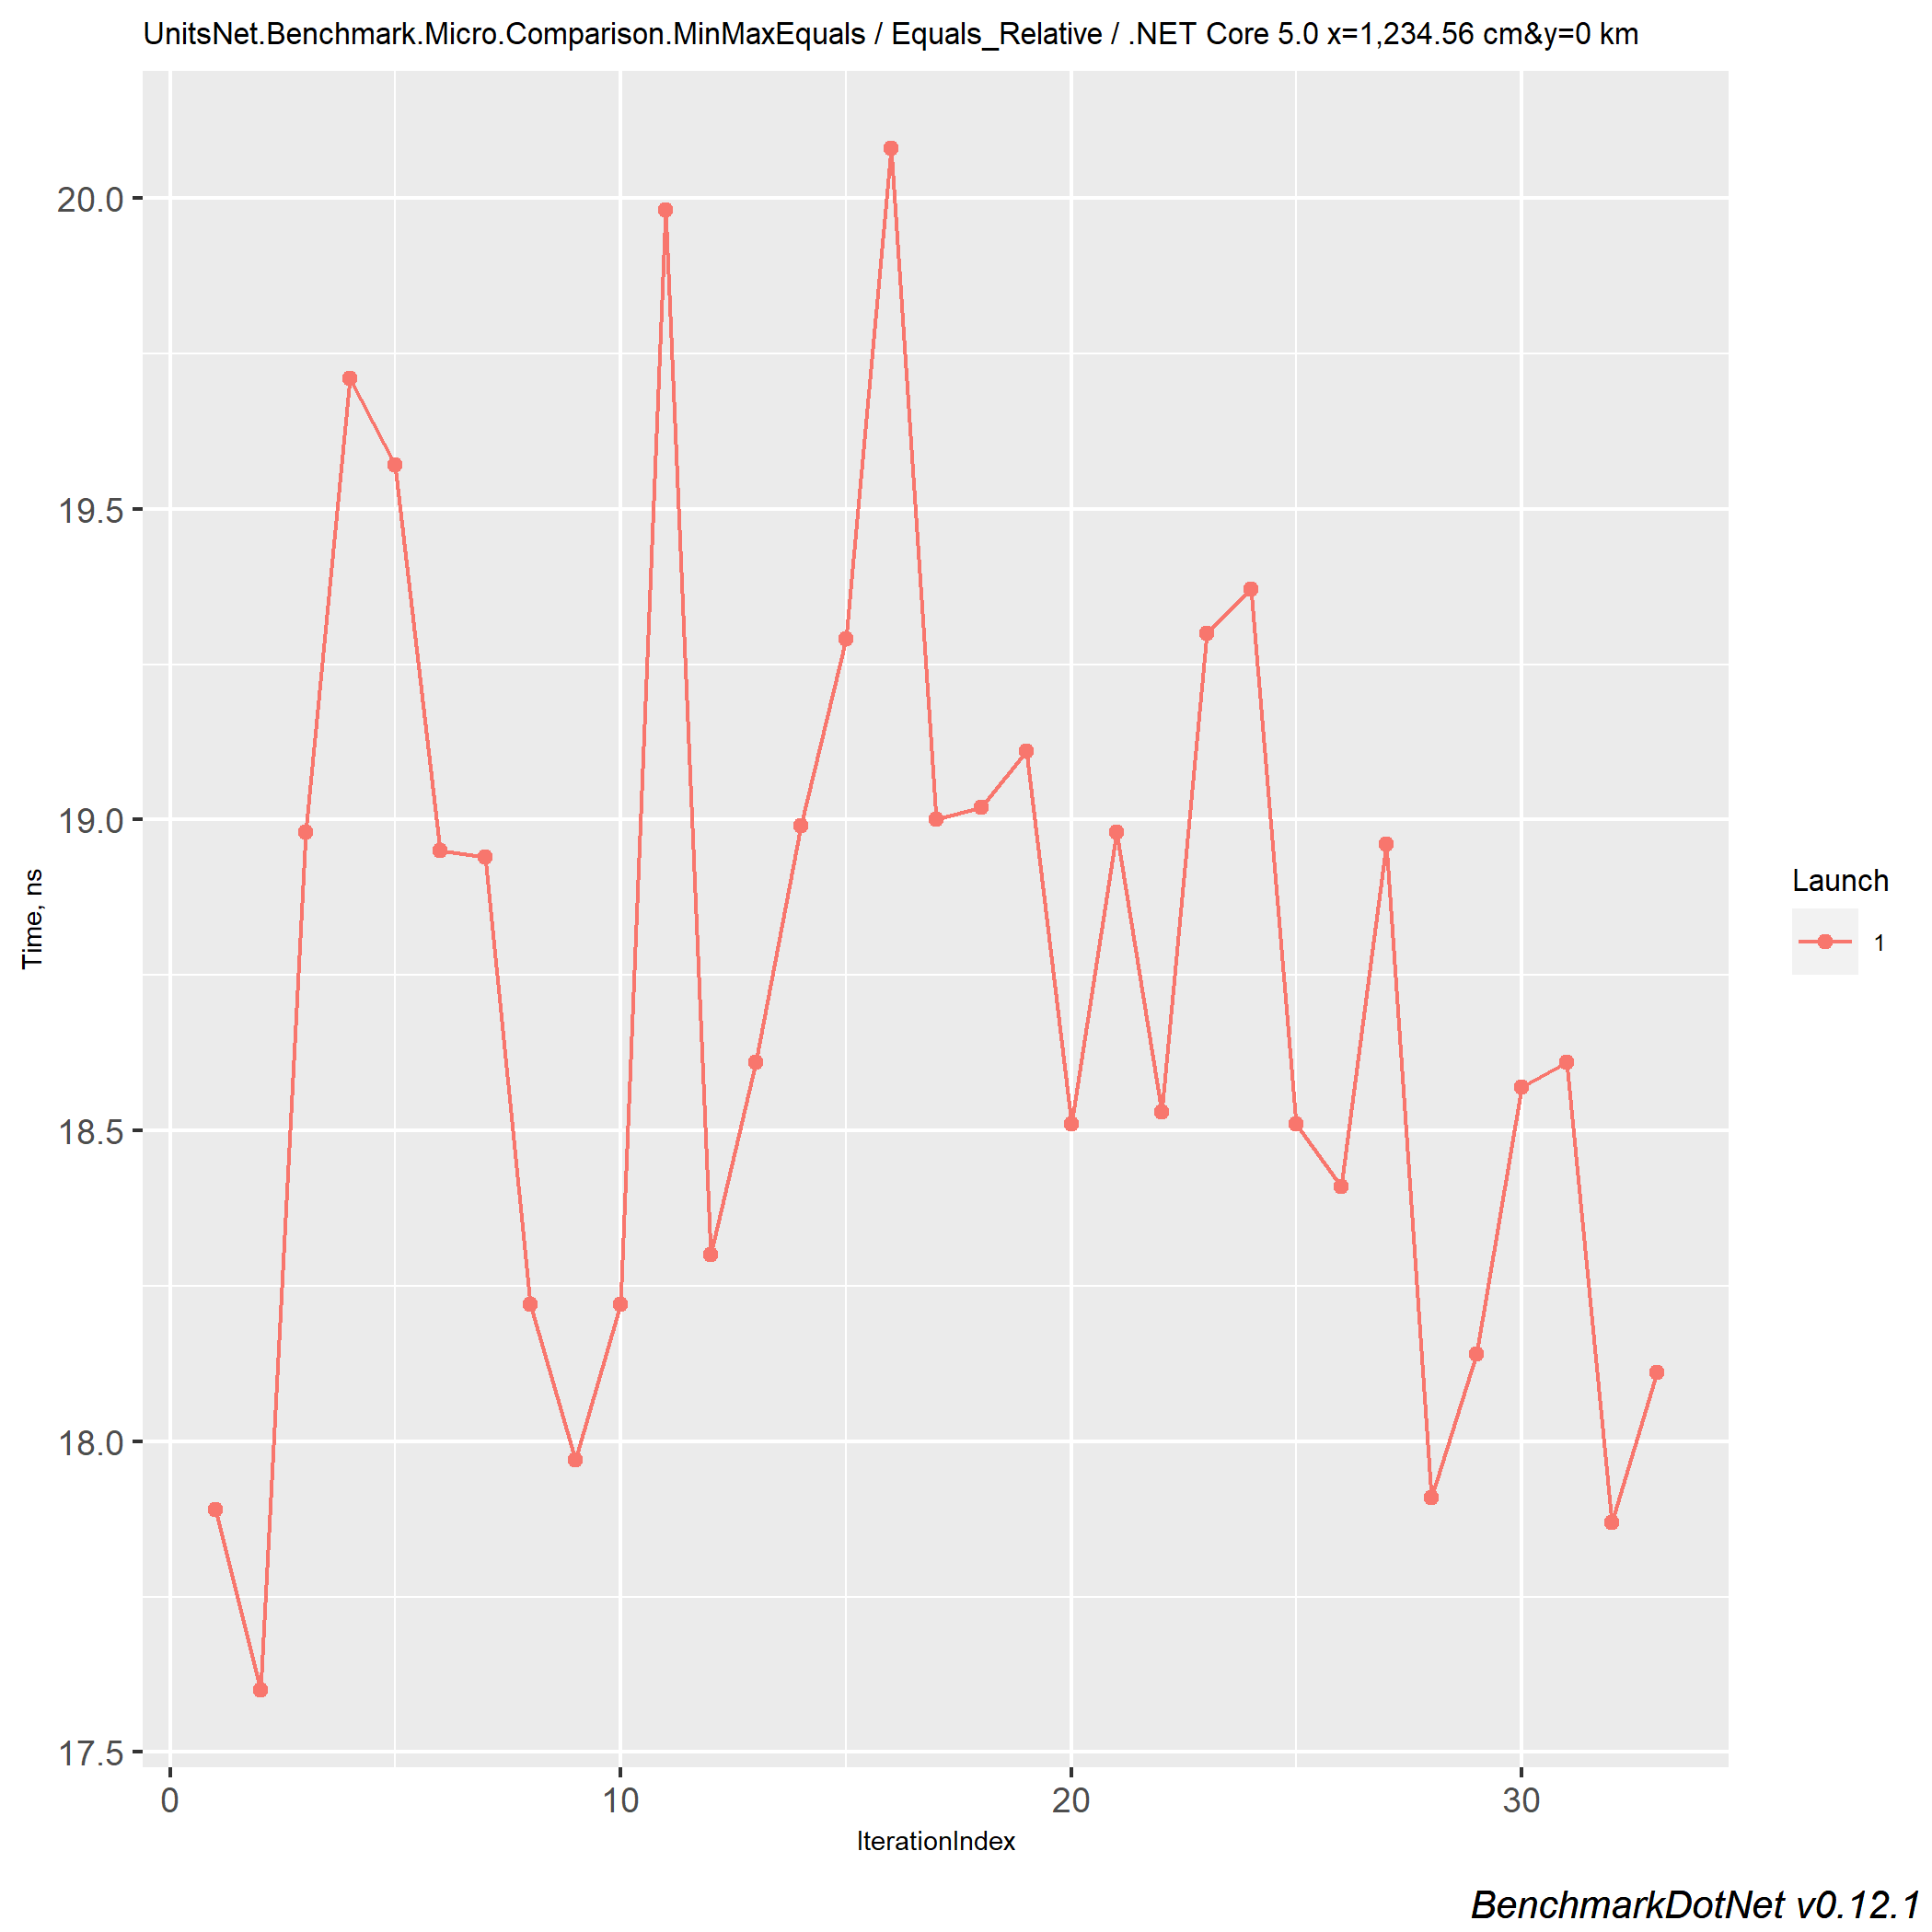 UnitsNet.Benchmark.Micro.Comparison.MinMaxEquals / Equals_Relative / .NET Core 5.0 x=1,234.56 cm&y=0 km
20.0
19.5
19.0
18.5
18.0
17.5
Time, ns
0 10 20 30
IterationIndex
Launch
1
BenchmarkDotNet v0.12.1